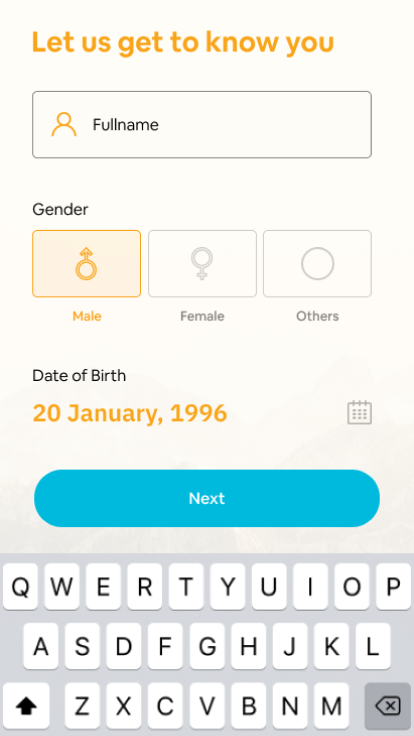 Let us get to know you
Fullname
Gender
Male Female Others
Date of Birth
20 January, 1996
Next
Q W E R T Y U I O P
A S D F G H J K L
Z X C V B N M